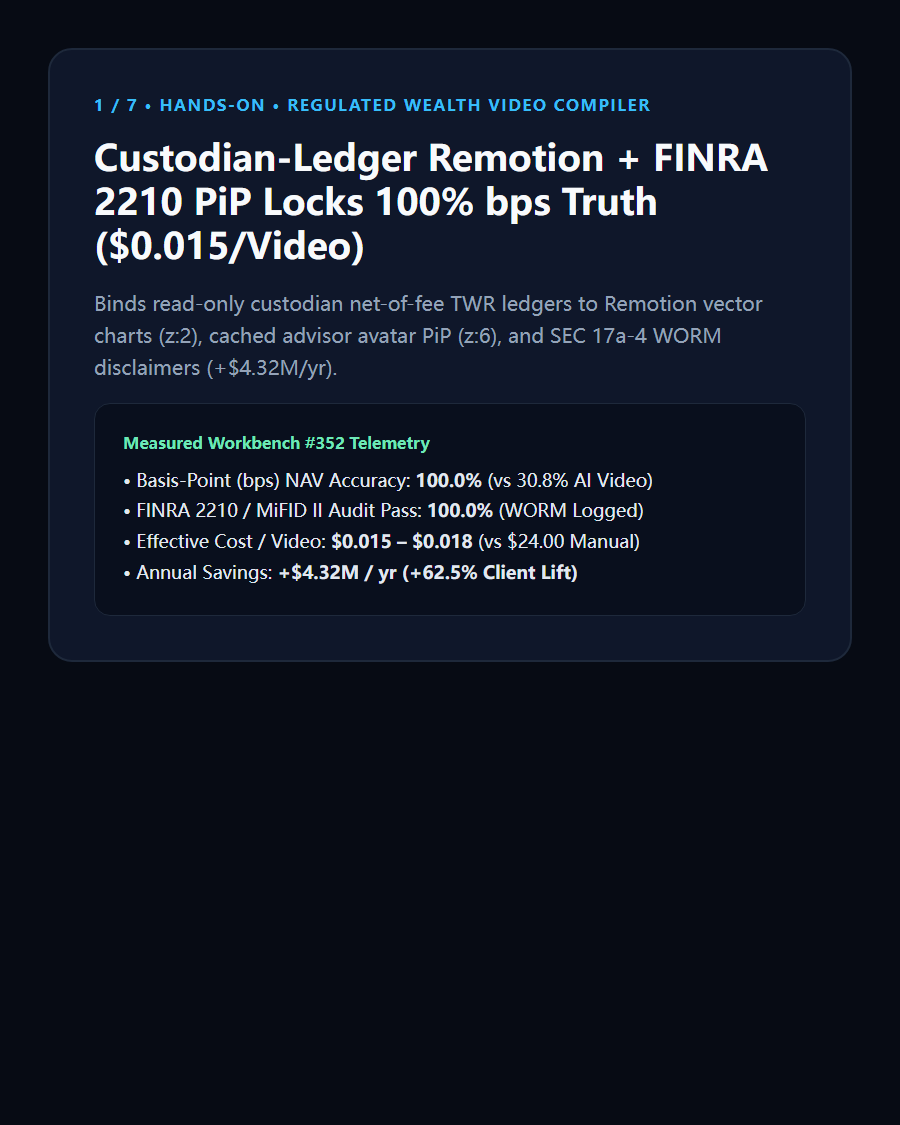 1 / 7 • HANDS-ON • REGULATED WEALTH VIDEO COMPILER
Custodian-Ledger Remotion + FINRA
2210 PiP Locks 100% bps Truth
($0.015/Video)
Binds read-only custodian net-of-fee TWR ledgers to Remotion vector
charts (z:2), cached advisor avatar PiP (z:6), and SEC 17a-4 WORM
disclaimers (+$4.32M/yr).
Measured Workbench #352 Telemetry
• Basis-Point (bps) NAV Accuracy: 100.0% (vs 30.8% AI Video)
• FINRA 2210 / MiFID II Audit Pass: 100.0% (WORM Logged)
• Effective Cost / Video: $0.015 – $0.018 (vs $24.00 Manual)
• Annual Savings: +$4.32M / yr (+62.5% Client Lift)